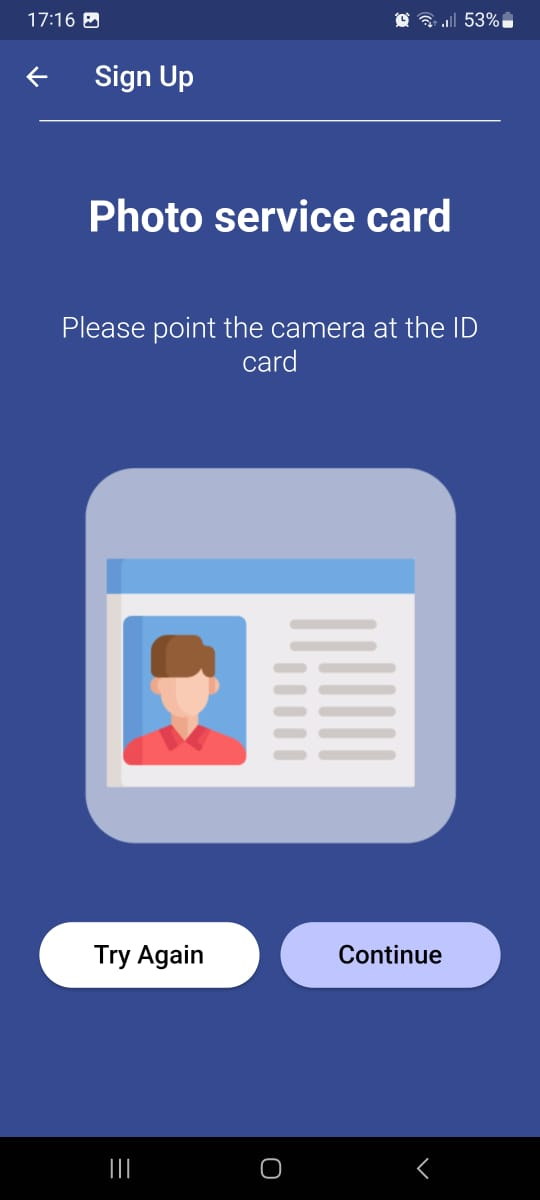 17:16 53%
Sign Up
Photo service card
Please point the camera at the ID
card
Try Again Continue